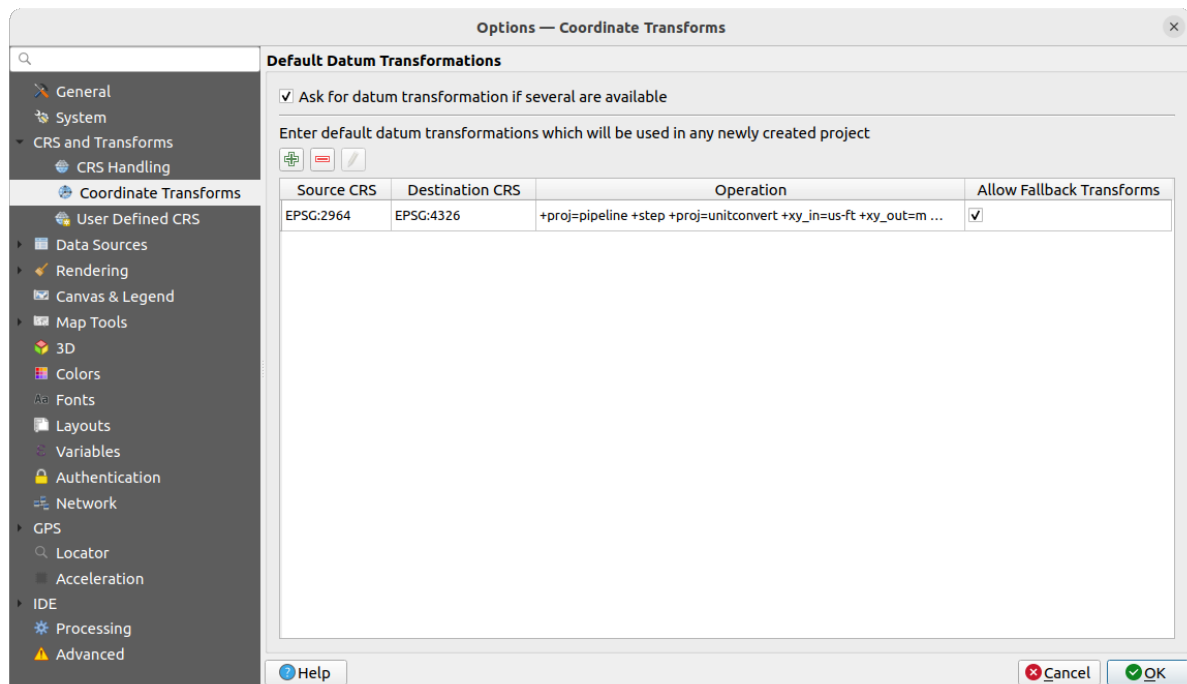 Options — Coordinate Transforms
Default Datum Transformations
General
System
CRS and Transforms
CRS Handling
Coordinate Transforms
User Defined CRS
Data Sources
Rendering
Canvas & Legend
Map Tools
3D
Colors
Fonts
Layouts
Variables
Authentication
Network
GPS
Locator
Acceleration
IDE
Processing
Advanced
Ask for datum transformation if several are available
Enter default datum transformations which will be used in any newly created project
Source CRS Destination CRS Operation Allow Fallback Transforms
EPSG:2964 EPSG:4326 +proj=pipeline +step +proj=unitconvert +xy_in=us-ft +xy_out=m ...
Help Cancel OK